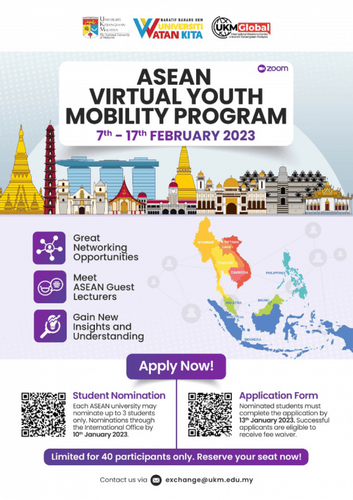 UNIVERSITI
KEBANGSAAN
MALAYSIA
The National University
of Malaysia
NARATIF BAHARU UKM
UNIVERSITI
WATAN KITA
UKMGlobal
zoom
ASEAN
VIRTUAL YOUTH
MOBILITY PROGRAM
7th - 17th FEBRUARY 2023
Great
Networking
Opportunities
Meet
ASEAN Guest
Lecturers
Gain New
Insights and
Understanding
MYANMAR
VIETNAM
CAMBODIA
PHILIPPINES
MALAYSIA
BRUNEI
INDONESIA
Apply Now!
Student Nomination
Each ASEAN university may
nominate up to 3 students
only. Nominations through
the International Office by
10th January 2023.
Application Form
Nominated students must
complete the application by
13th January 2023. Successful
applicants are eligible to
receive fee waiver.
Limited for 40 participants only. Reserve your seat now!
Contact us via exchange@ukm.edu.my